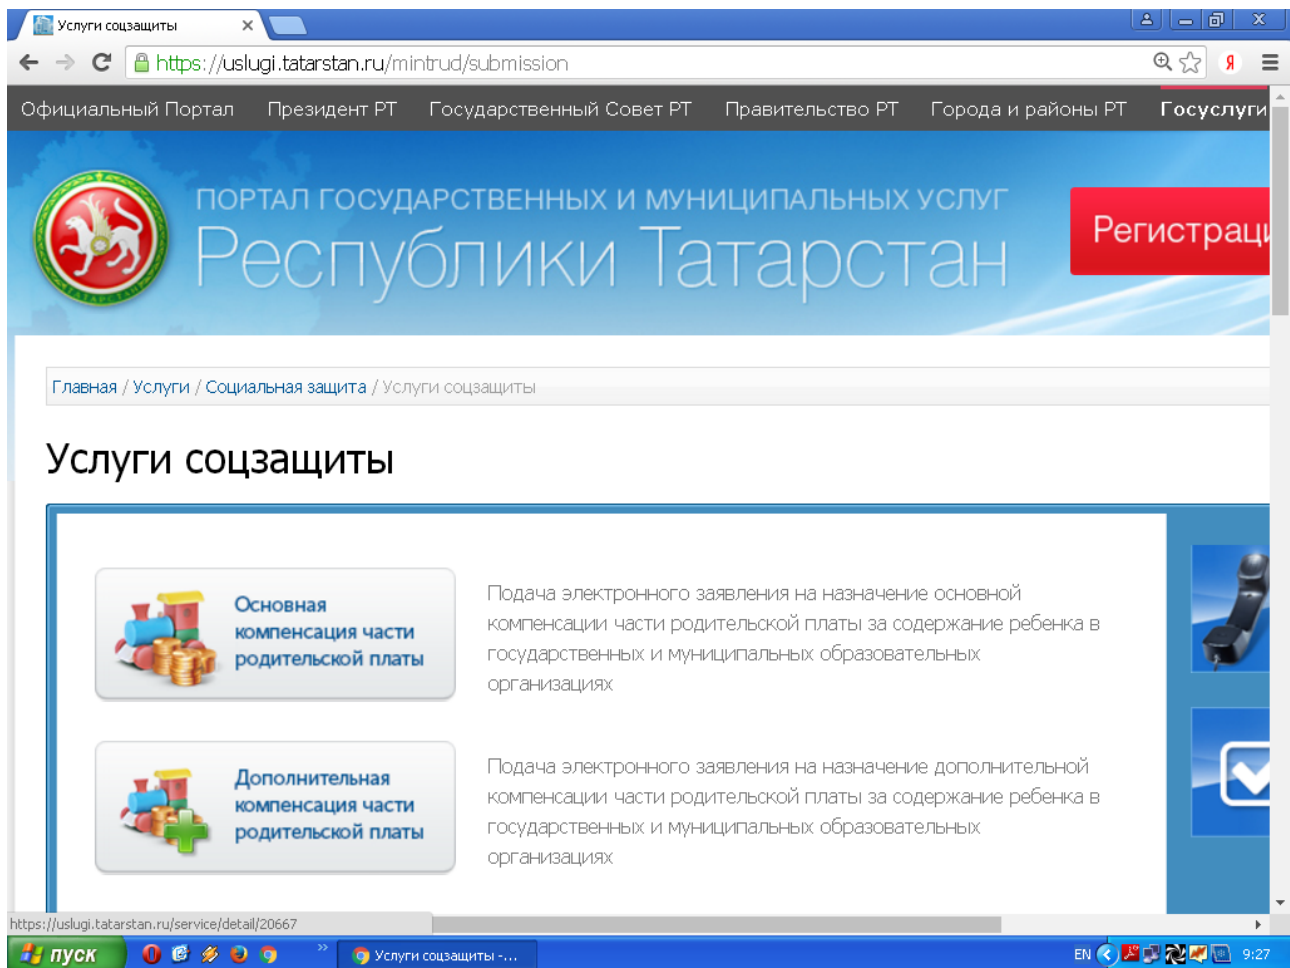 Услуги соцзащиты
https://uslugi.tatarstan.ru/mintrud/submission
Официальный Портал Президент РТ Государственный Совет РТ Правительство РТ Города и районы РТ Госуслуги
ПОРТАЛ ГОСУДАРСТВЕННЫХ И МУНИЦИПАЛЬНЫХ УСЛУГ
Республики Татарстан
Регистраци
ТАТАРСТАН
Главная / Услуги / Социальная защита / Услуги соцзащиты
Услуги соцзащиты
Основная
компенсация части
родительской платы
Подача электронного заявления на назначение основной
компенсации части родительской платы за содержание ребенка в
государственных и муниципальных образовательных
организациях
Дополнительная
компенсация части
родительской платы
Подача электронного заявления на назначение дополнительной
компенсации части родительской платы за содержание ребенка в
государственных и муниципальных образовательных
организациях
https://uslugi.tatarstan.ru/service/detail/20667
пуск
Услуги соцзащиты -...
EN
9:27